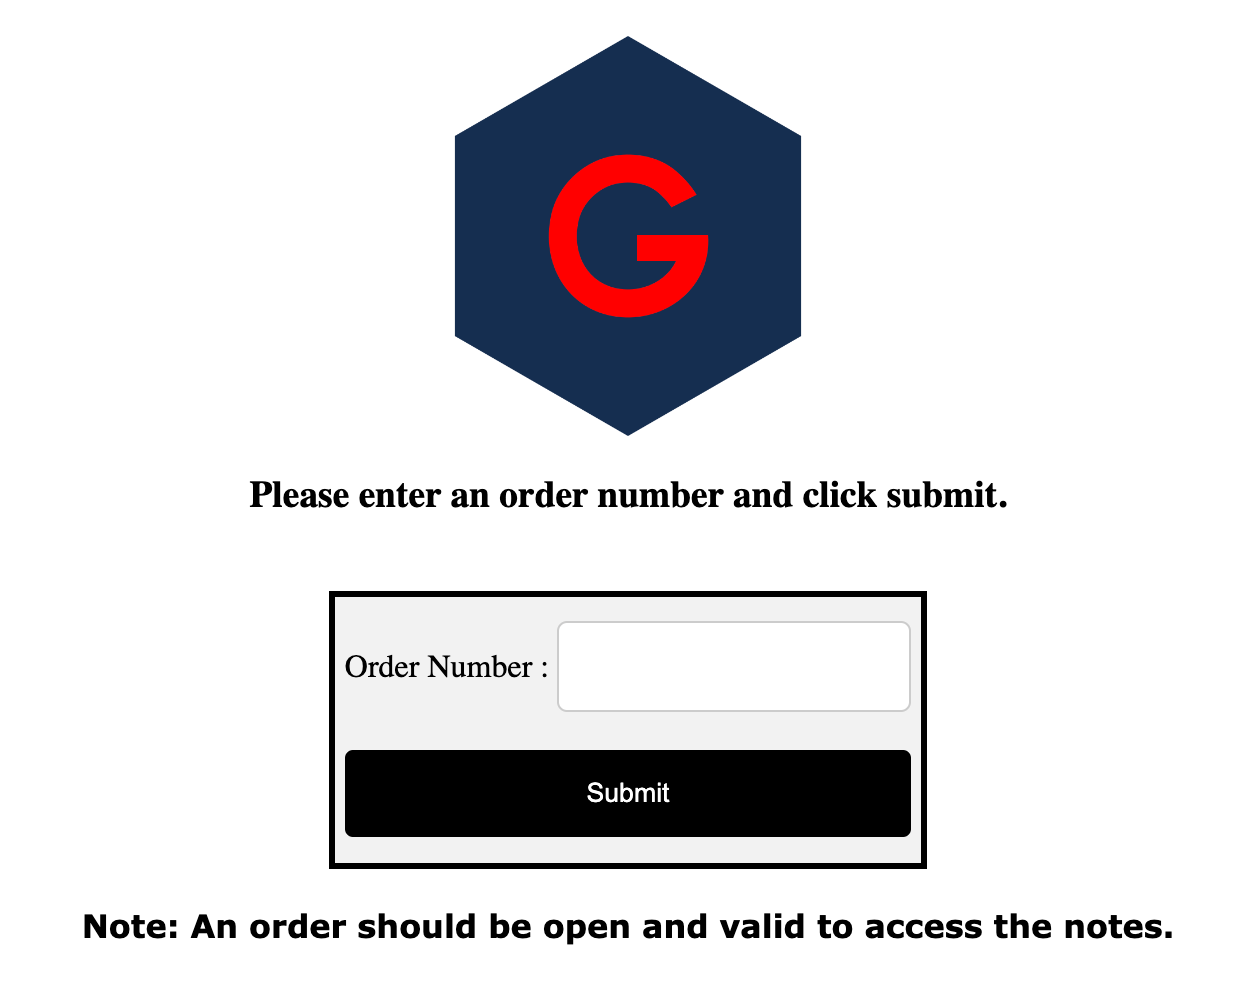 G
Please enter an order number and click submit.
Order Number :
Submit
Note: An order should be open and valid to access the notes.